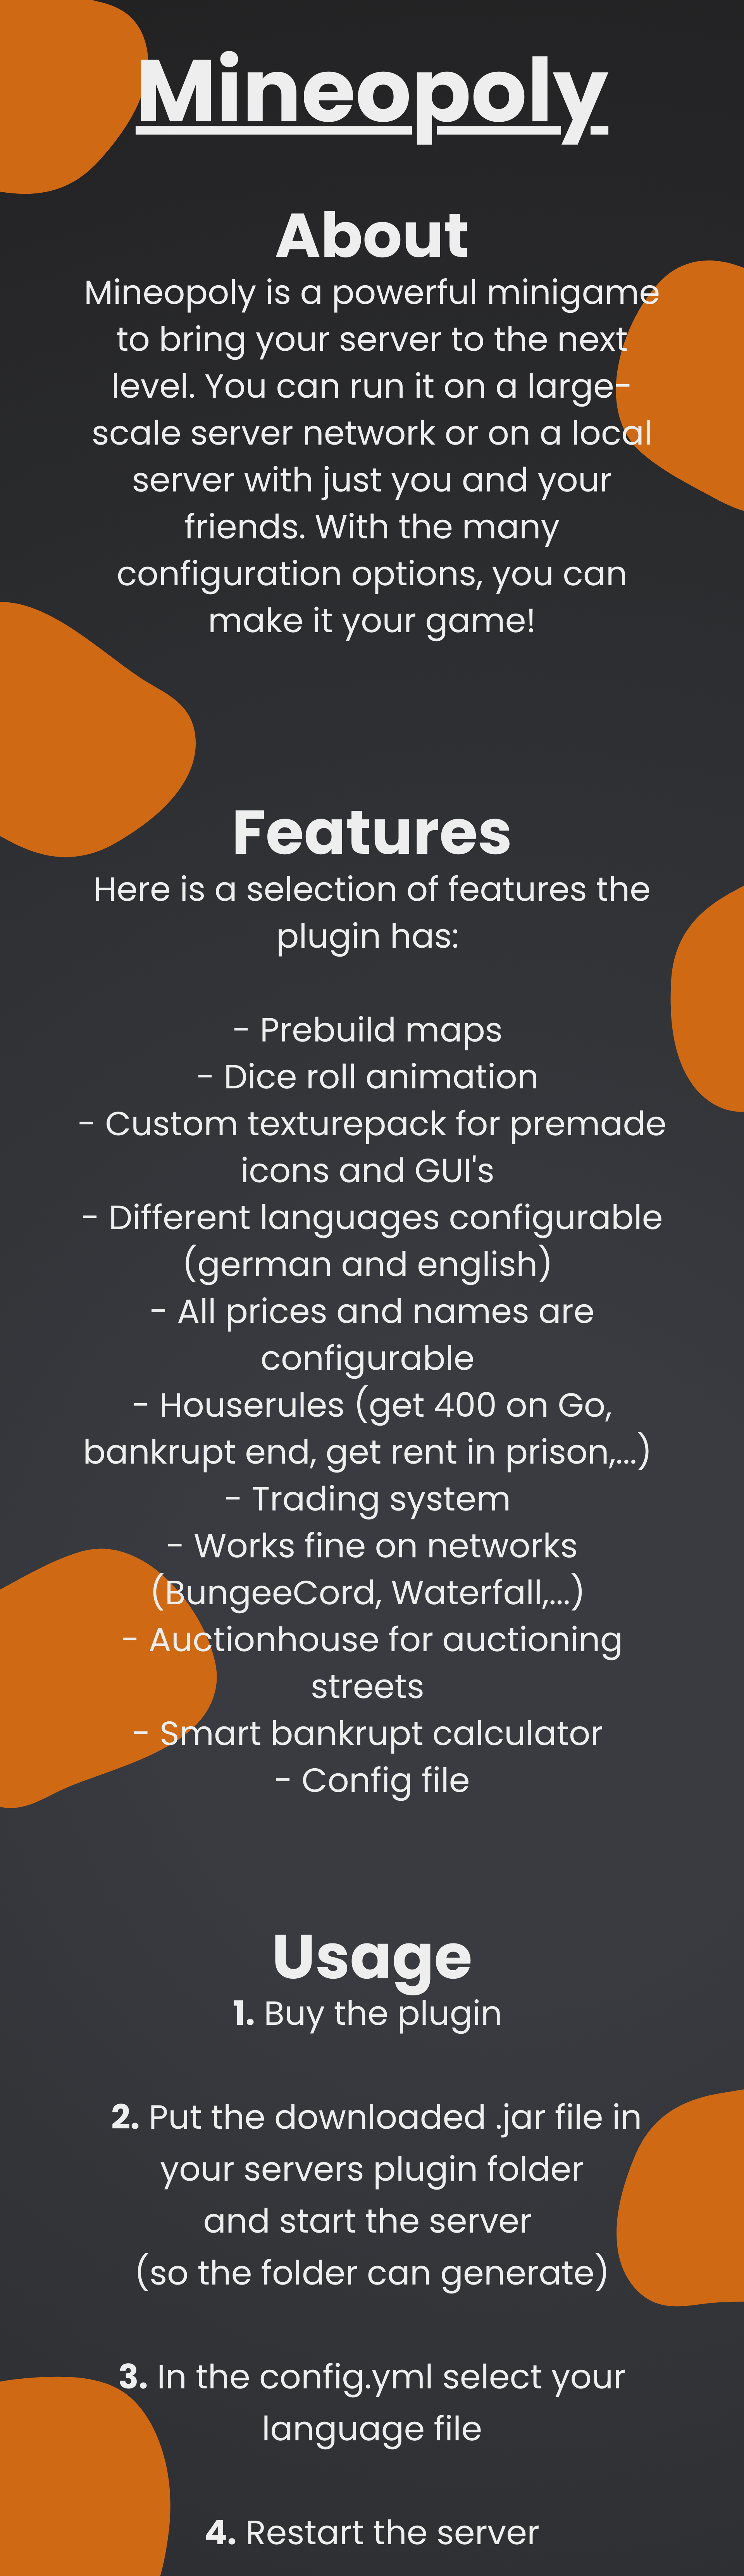 Mineopoly
About
Mineopoly is a powerful minigame
to bring your server to the next
level. You can run it on a large-
scale server network or on a local
server with just you and your
friends. With the many
configuration options, you can
make it your game!
Features
Here is a selection of features the
plugin has:
- Prebuild maps
- Dice roll animation
- Custom texturepack for premade
icons and GUI's
- Different languages configurable
(german and english)
- All prices and names are
configurable
- Houserules (get 400 on Go,
bankrupt end, get rent in prison,...)
- Trading system
- Works fine on networks
(BungeeCord, Waterfall,...)
- Auctionhouse for auctioning
streets
- Smart bankrupt calculator
- Config file
Usage
1. Buy the plugin
2. Put the downloaded .jar file in
your servers plugin folder
and start the server
(so the folder can generate)
3. In the config.yml select your
language file
4. Restart the server